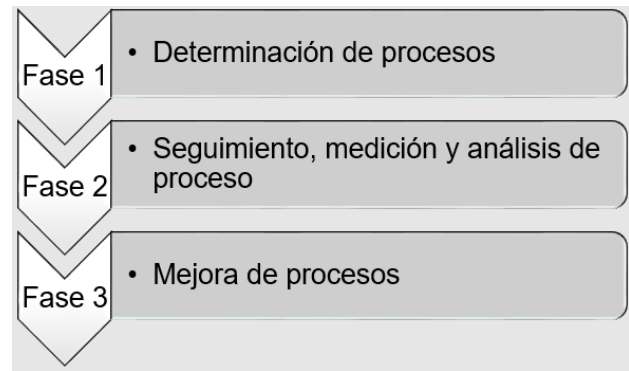 Fase 1
• Determinación de procesos
Fase 2
• Seguimiento, medición y análisis de
proceso
Fase 3
• Mejora de procesos